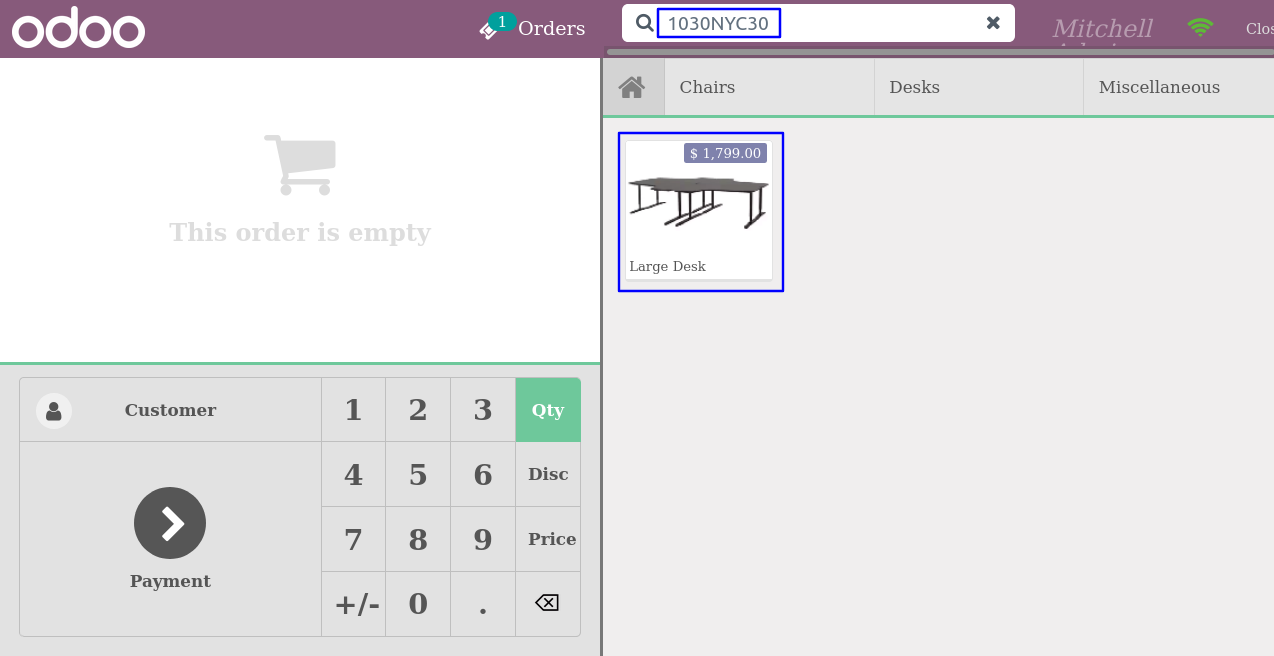 odoo
1
Orders
1030NYC30
Mitchell
Clos
Chairs
Desks
Miscellaneous
This order is empty
$ 1,799.00
Large Desk
Customer
1
2
3
Qty
4
5
6
Disc
7
8
9
Price
Payment
+/-
0
.